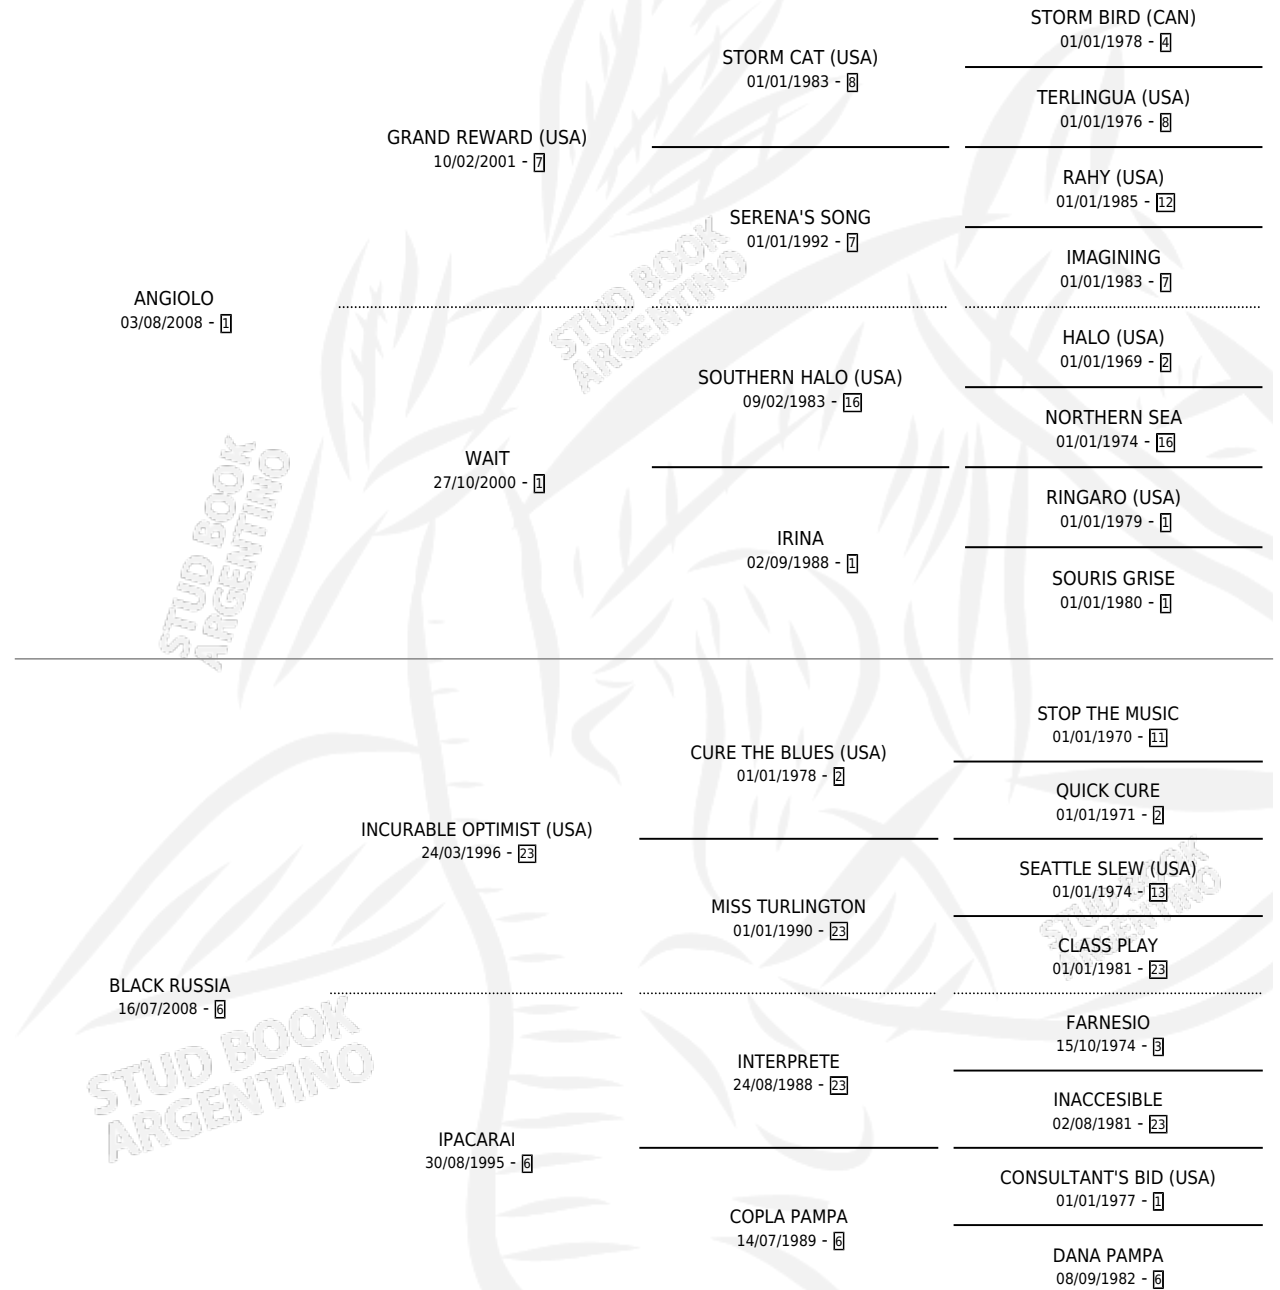 STORM BIRD (CAN)
01/01/1978 - 4
STORM CAT (USA)
01/01/1983 - 8
TERLINGUA (USA)
01/01/1976 - 8
GRAND REWARD (USA)
10/02/2001 - 7
RAHY (USA)
01/01/1985 - 12
SERENA'S SONG
01/01/1992 - 7
IMAGINING
01/01/1983 - 7
ANGIOLO
03/08/2008 - 1
HALO (USA)
01/01/1969 - 2
SOUTHERN HALO (USA)
09/02/1983 - 16
NORTHERN SEA
01/01/1974 - 16
WAIT
27/10/2000 - 1
RINGARO (USA)
01/01/1979 - 1
IRINA
02/09/1988 - 1
SOURIS GRISE
01/01/1980 - 1
STOP THE MUSIC
01/01/1970 - 11
CURE THE BLUES (USA)
01/01/1978 - 2
QUICK CURE
01/01/1971 - 2
INCURABLE OPTIMIST (USA)
24/03/1996 - 23
SEATTLE SLEW (USA)
01/01/1974 - 13
MISS TURLINGTON
01/01/1990 - 23
CLASS PLAY
01/01/1981 - 23
BLACK RUSSIA
16/07/2008 - 6
FARNESIO
15/10/1974 - 3
INTERPRETE
24/08/1988 - 23
INACCESIBLE
02/08/1981 - 23
IPACARAI
30/08/1995 - 6
CONSULTANT'S BID (USA)
01/01/1977 - 1
COPLA PAMPA
14/07/1989 - 6
DANA PAMPA
08/09/1982 - 6
STUD BOOK
ARGENTINO
STUD BOOK
ARGENTINO
STUD BOOK
ARGENTINO
STUD BOOK
ARGENTINO